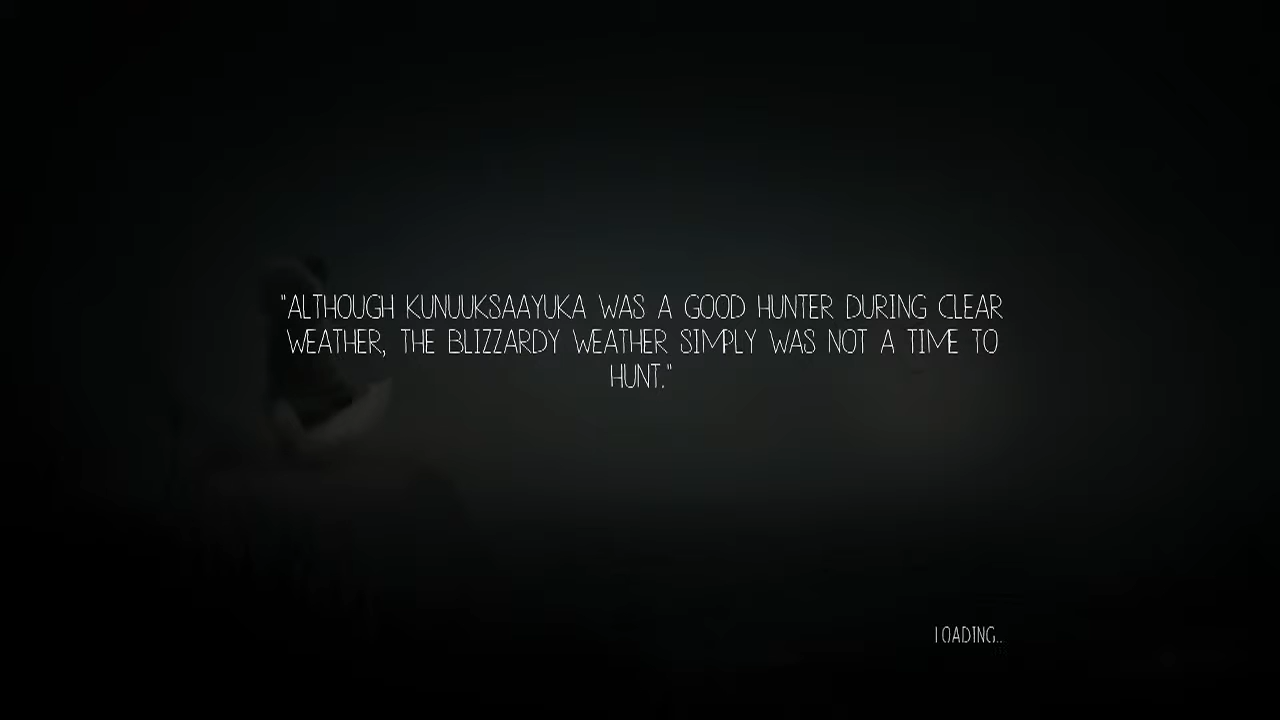 "ALTHOUGH KUNUUKSAAYUKA WAS A GOOD HUNTER DURING CLEAR
WEATHER, THE BLIZZARDY WEATHER SIMPLY WAS NOT A TIME TO
HUNT."
LOADING..